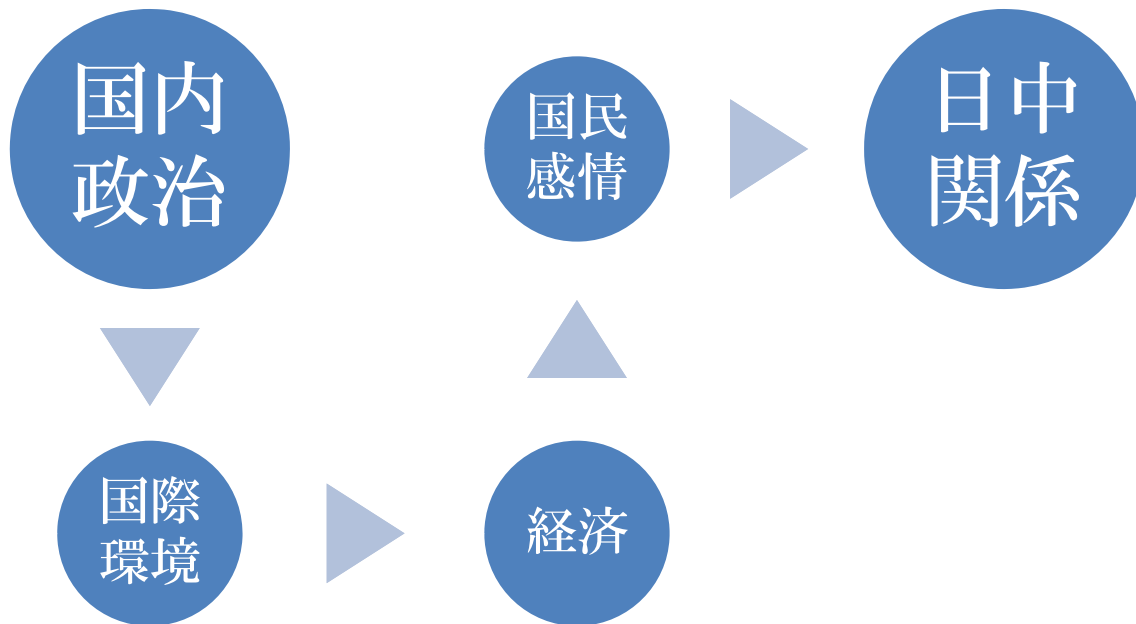 国内
政治
国際
環境
経済
国民
感情
日中
関係